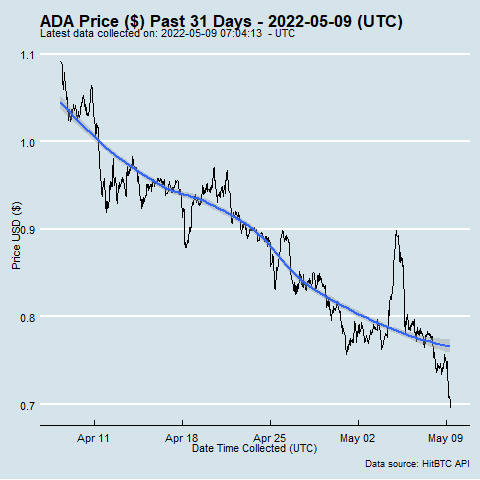 ADA Price ($) Past 31 Days - 2022-05-09 (UTC)
Latest data collected on: 2022-05-09 07:04:13 - UTC
1.1
1.0
0.9
0.8
0.7
Price USD ($)
Apr 11 Apr 18 Apr 25 May 02 May 09
Date Time Collected (UTC)
Data source: HitBTC API